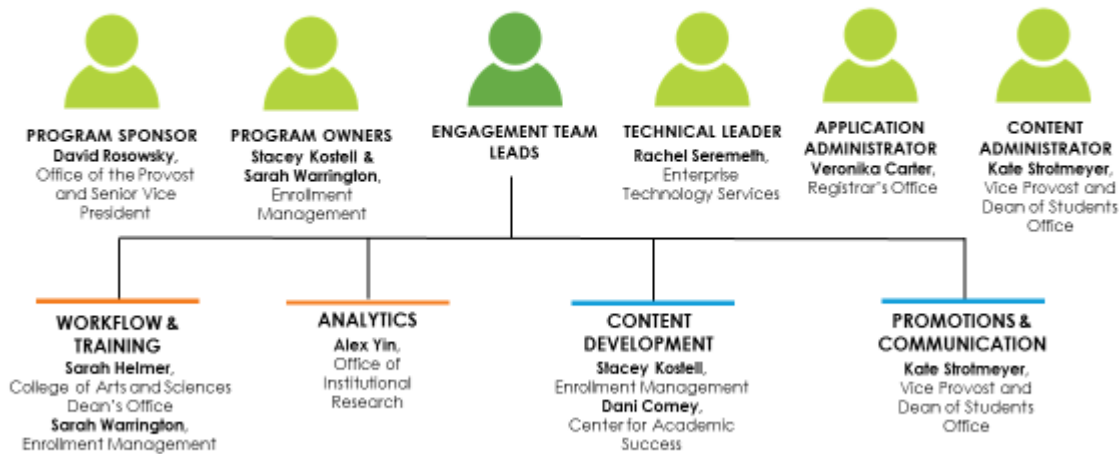 PROGRAM SPONSOR
David Rosowsky,
Office of the Provost
and Senior Vice
President
PROGRAM OWNERS
Stacey Kostell &
Sarah Warrington,
Enrollment
Management
ENGAGEMENT TEAM
LEADS
TECHNICAL LEADER
Rachel Seremeth,
Enterprise
Technology Services
APPLICATION
ADMINISTRATOR
Veronika Carter,
Registrar's Office
CONTENT
ADMINISTRATOR
Kate Strotmeyer,
Vice Provost and
Dean of Students
Office
WORKFLOW &
TRAINING
Sarah Helmer,
College of Arts and Sciences
Dean's Office
Sarah Warrington,
Enrollment Management
ANALYTICS
Alex Yin,
Office of
Institutional
Research
CONTENT
DEVELOPMENT
Stacey Kostell,
Enrollment Management
Dani Comey,
Center for Academic
Success
PROMOTIONS &
COMMUNICATION
Kate Strotmeyer,
Vice Provost and
Dean of Students
Office